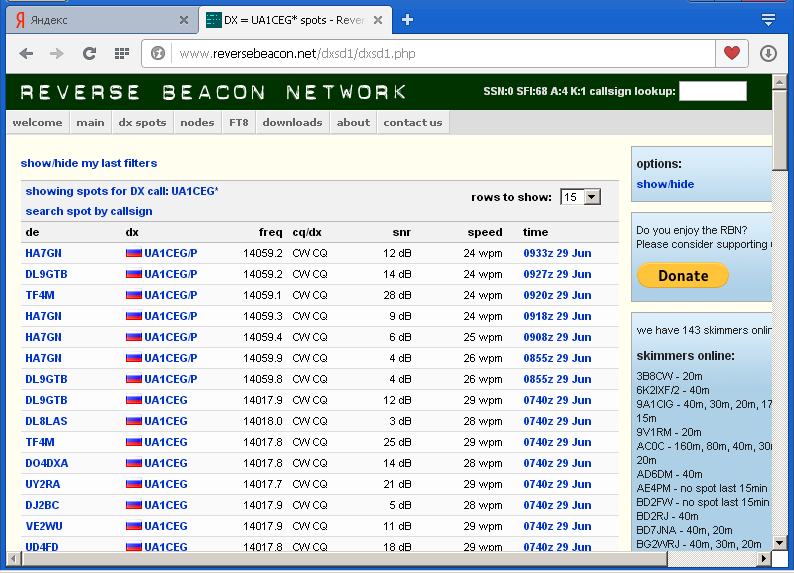 Яндекс
DX = UA1CEG* spots - Rever
www.reversebeacon.net/dxsd1/dxsd1.php
REVERSE BEACON NETWORK
SSN:0 SFI:68 A:4 K:1 callsign lookup:
welcome main dx spots nodes FT8 downloads about contact us
show/hide my last filters
showing spots for DX call: UA1CEG*
search spot by callsign
rows to show: 15
de dx freq cq/dx snr speed time
HA7GN UA1CEG/P 14059.2 CW CQ 12 dB 24 wpm 0933z 29 Jun
DL9GTB UA1CEG/P 14059.2 CW CQ 14 dB 24 wpm 0927z 29 Jun
TF4M UA1CEG/P 14059.1 CW CQ 28 dB 24 wpm 0920z 29 Jun
HA7GN UA1CEG/P 14059.3 CW CQ 9 dB 24 wpm 0918z 29 Jun
HA7GN UA1CEG/P 14059.4 CW CQ 6 dB 25 wpm 0908z 29 Jun
HA7GN UA1CEG/P 14059.9 CW CQ 4 dB 26 wpm 0855z 29 Jun
DL9GTB UA1CEG/P 14059.8 CW CQ 4 dB 26 wpm 0855z 29 Jun
DL9GTB UA1CEG 14017.9 CW CQ 12 dB 29 wpm 0740z 29 Jun
DL8LAS UA1CEG 14018.0 CW CQ 3 dB 28 wpm 0740z 29 Jun
TF4M UA1CEG 14017.8 CW CQ 25 dB 29 wpm 0740z 29 Jun
DO4DXA UA1CEG 14017.8 CW CQ 14 dB 28 wpm 0740z 29 Jun
UY2RA UA1CEG 14017.7 CW CQ 21 dB 29 wpm 0740z 29 Jun
DJ2BC UA1CEG 14017.9 CW CQ 5 dB 28 wpm 0740z 29 Jun
VE2WU UA1CEG 14017.9 CW CQ 11 dB 29 wpm 0740z 29 Jun
UD4FD UA1CEG 14017.8 CW CQ 18 dB 29 wpm 0740z 29 Jun
options:
show/hide
Do you enjoy the RBN?
Please consider supporting
Donate
we have 143 skimmers onlin
skimmers online:
3B8CW - 20m
6K2IXF/2 - 40m
9A1CIG - 40m, 30m, 20m, 17
15m
9V1RM - 20m
AC0C - 160m, 80m, 40m, 30
20m
AD6DM - 40m
AE4PM - no spot last 15min
BD2FW - no spot last 15mins
BD2RJ - 40m
BD7JNA - 40m, 20m
BG2WRJ - 40m, 30m, 20m